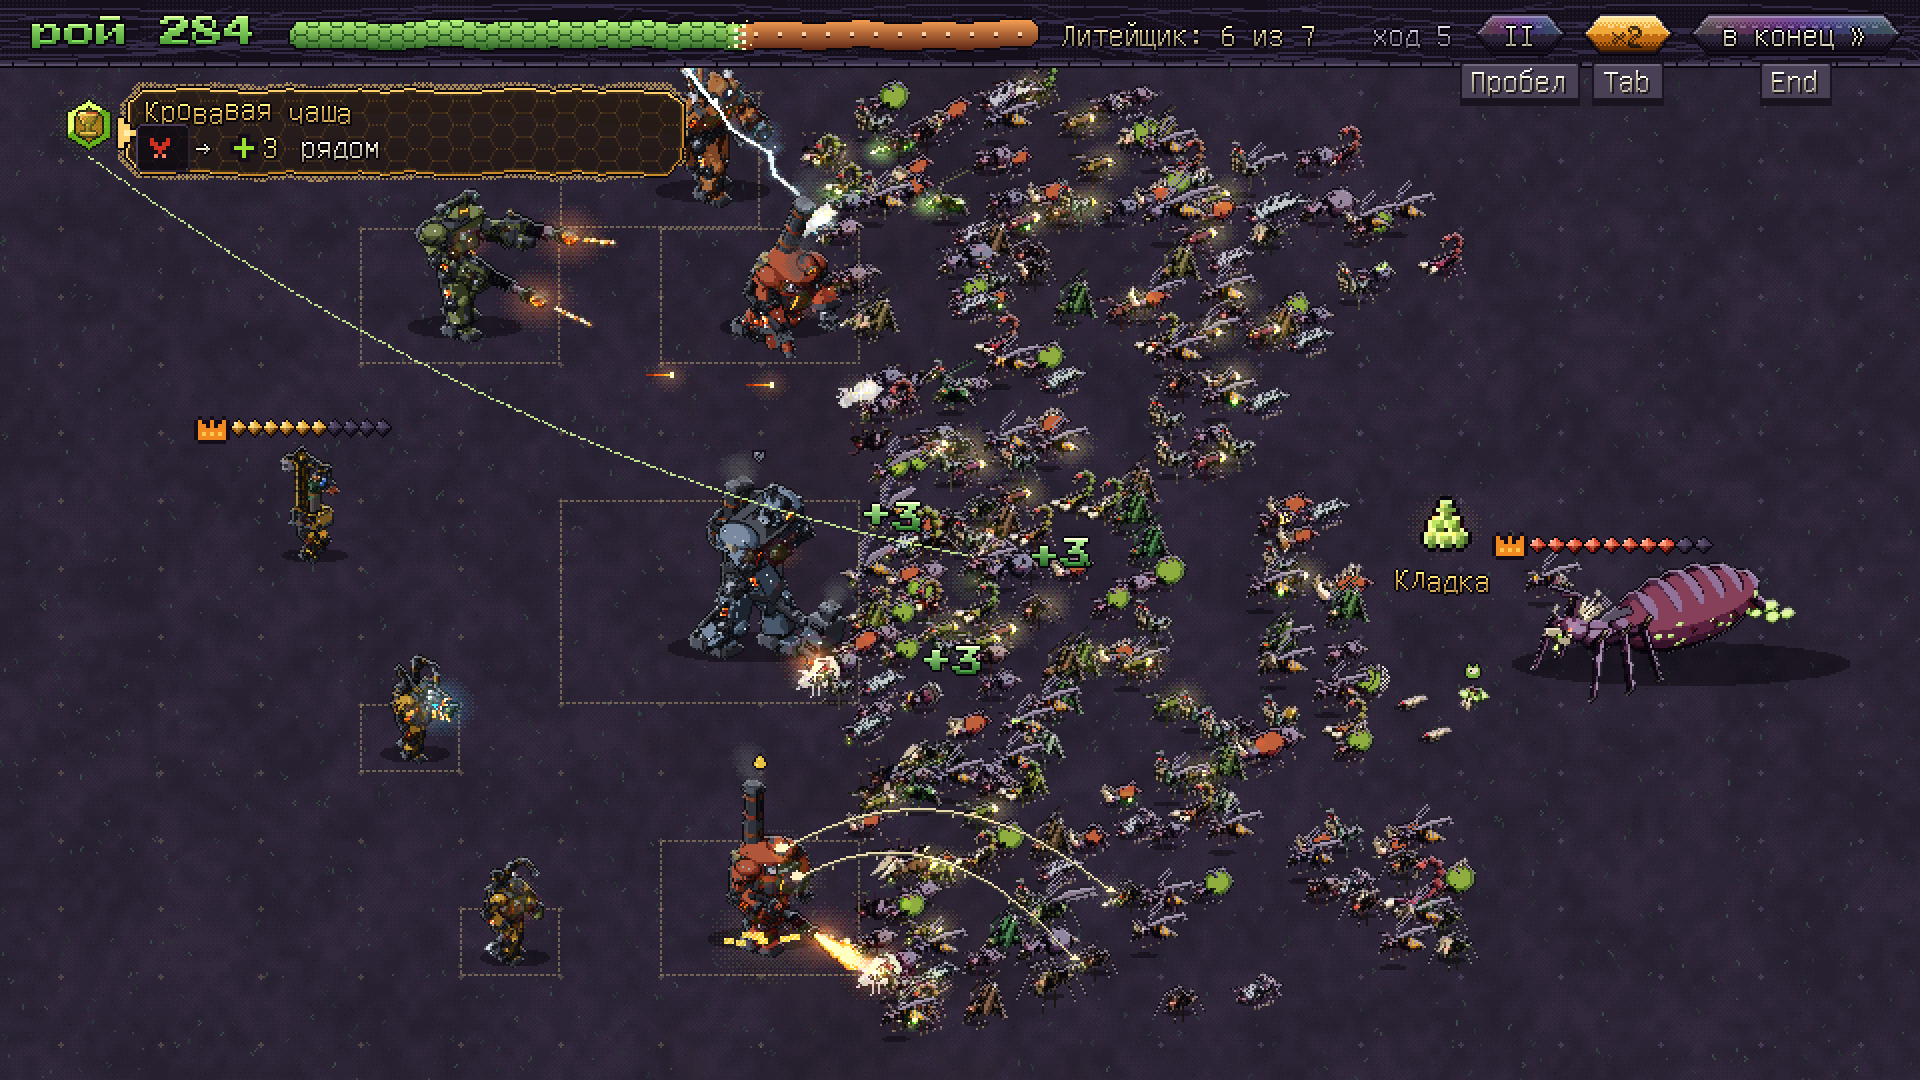 рой 284
Литейщик: 6 из 7
ход 5
II
×2
в конец »
Пробел
Tab
End
Кровавая чаша
→ +3 рядом
+3
+3
+3
Кладка